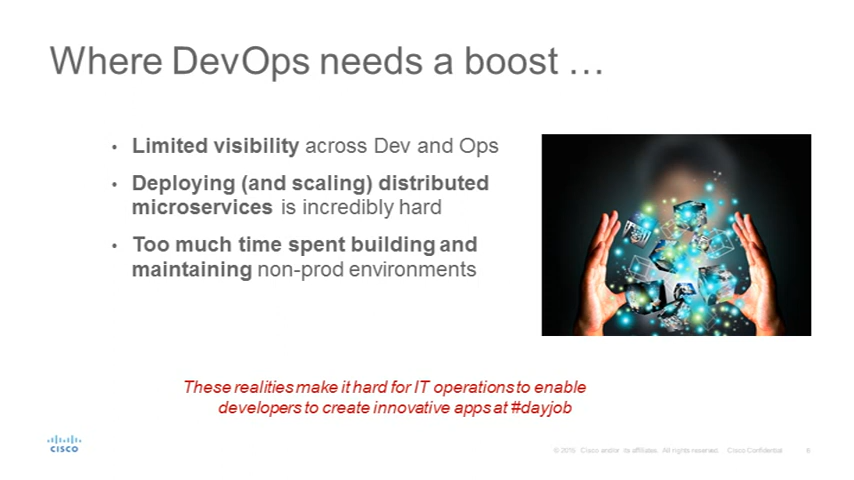 Where DevOps needs a boost …
• Limited visibility across Dev and Ops
• Deploying (and scaling) distributed
microservices is incredibly hard
• Too much time spent building and
maintaining non-prod environments
These realities make it hard for IT operations to enable
developers to create innovative apps at #dayjob
CISCO
© 2015 Cisco and/or its affiliates. All rights reserved. Cisco Confidential 6